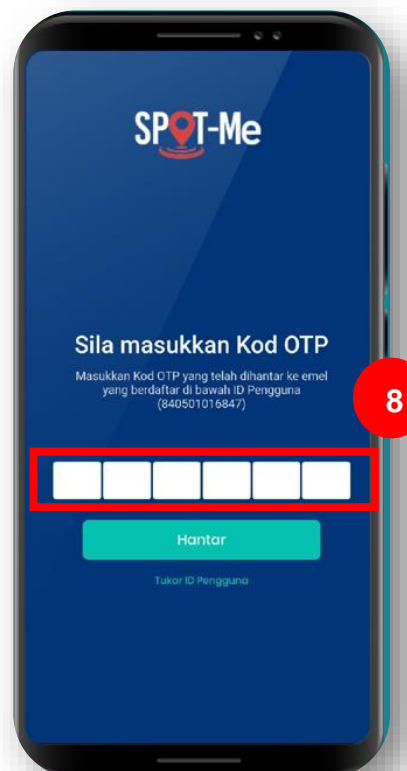 SPOT-Me
Sila masukkan Kod OTP
Masukkan Kod OTP yang telah dihantar ke emel
yang berdaftar di bawah ID Pengguna
(840501016847)
8
Hantar
Tukar ID Pengguna